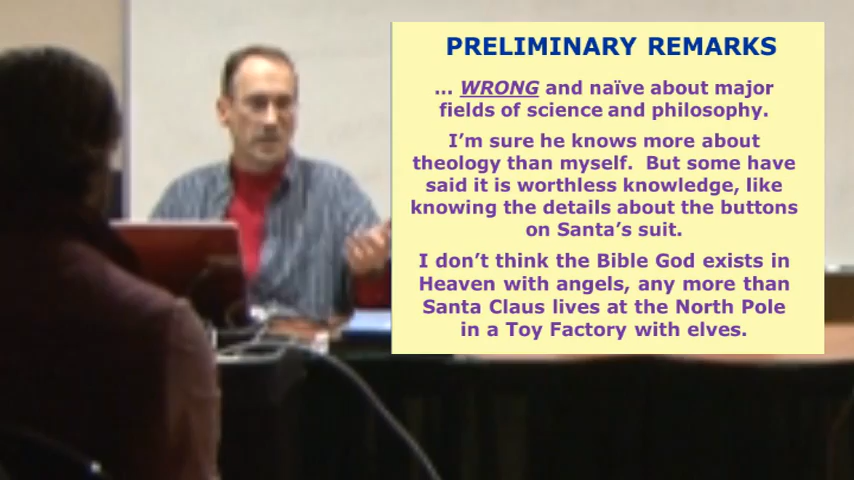 PRELIMINARY REMARKS
... WRONG and naïve about major
fields of science and philosophy.
I'm sure he knows more about
theology than myself.  But some have
said it is worthless knowledge, like
knowing the details about the buttons
on Santa's suit.
I don't think the Bible God exists in
Heaven with angels, any more than
Santa Claus lives at the North Pole
in a Toy Factory with elves.